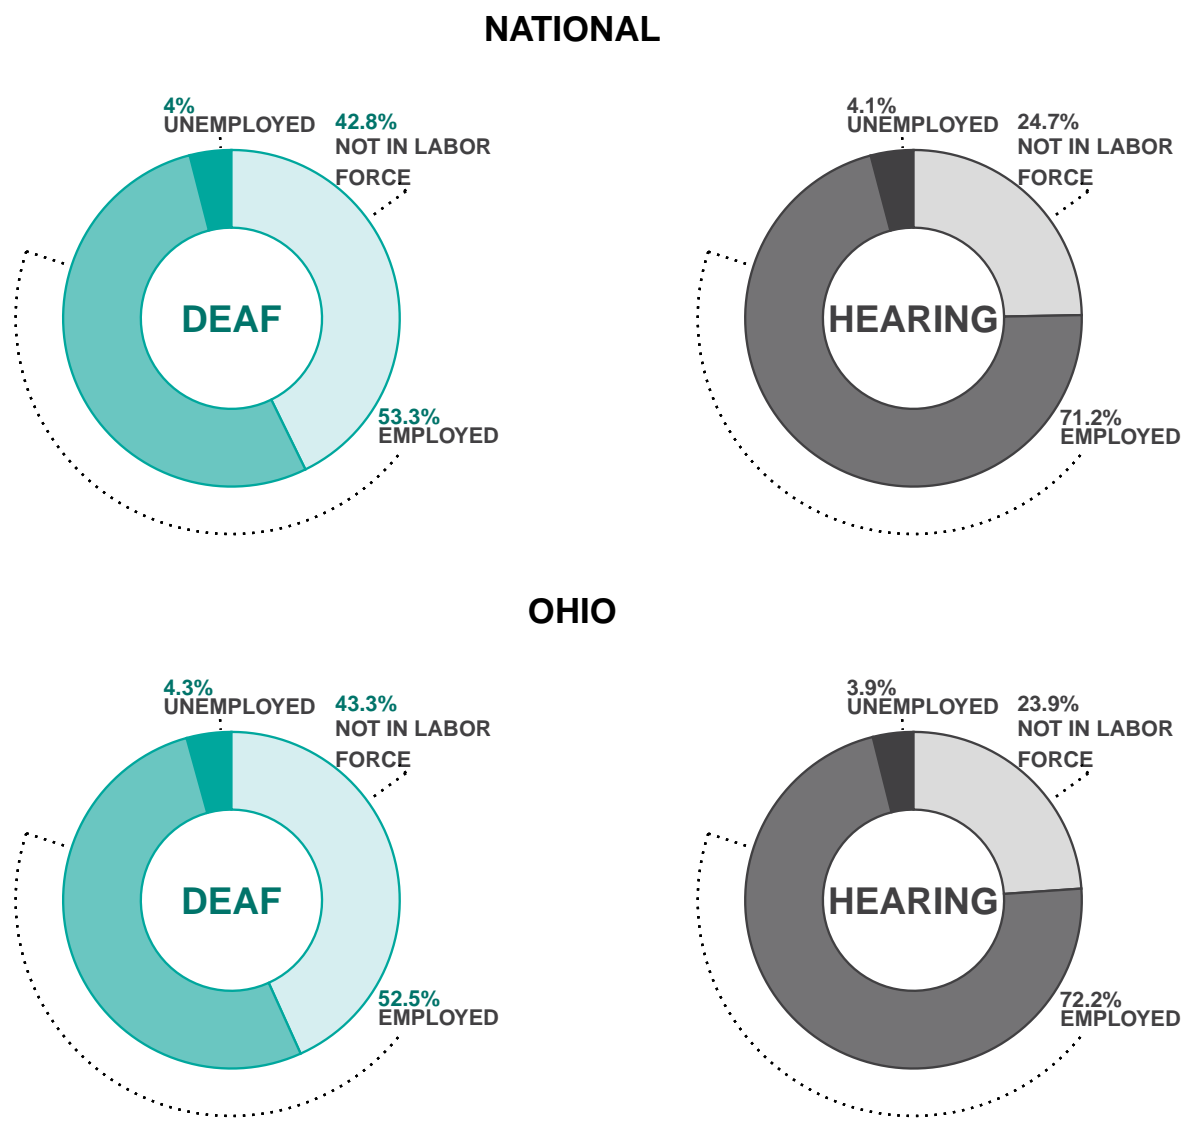 NATIONAL
4%
UNEMPLOYED
42.8%
NOT IN LABOR
FORCE
DEAF
53.3%
EMPLOYED
4.1%
UNEMPLOYED
24.7%
NOT IN LABOR
FORCE
HEARING
71.2%
EMPLOYED
OHIO
4.3%
UNEMPLOYED
43.3%
NOT IN LABOR
FORCE
DEAF
52.5%
EMPLOYED
3.9%
UNEMPLOYED
23.9%
NOT IN LABOR
FORCE
HEARING
72.2%
EMPLOYED